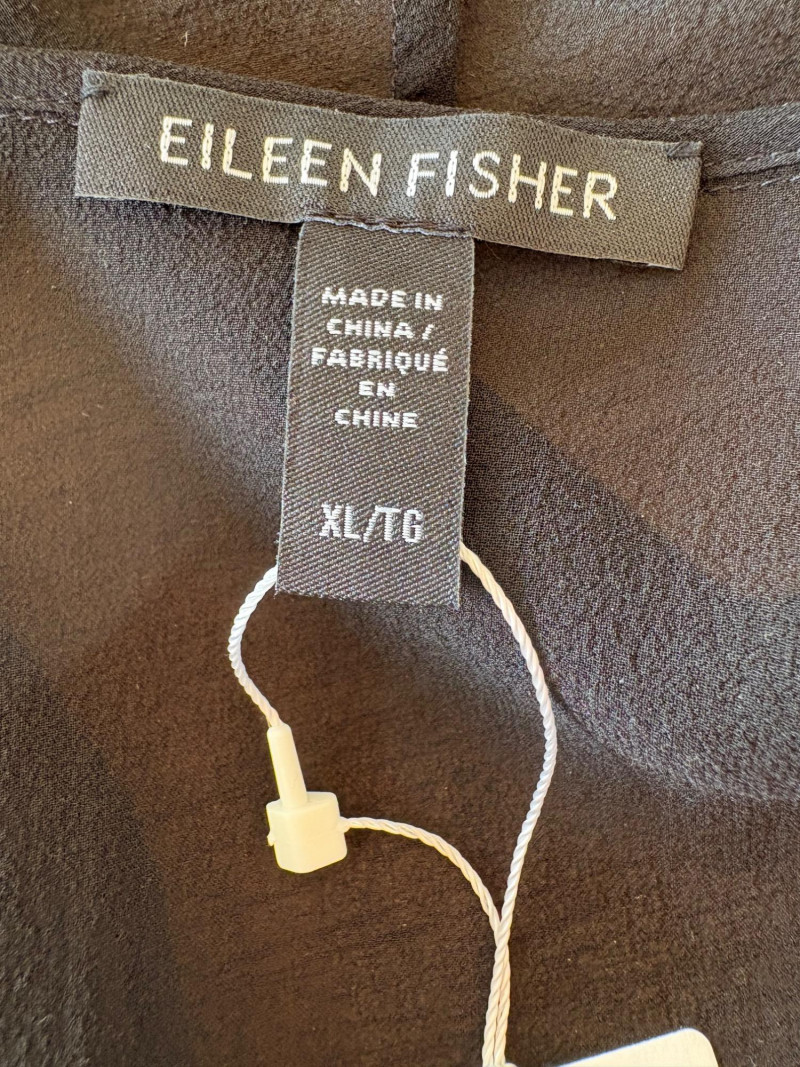 EILEEN FISHER
MADE IN
CHINA /
FABRIQUÉ
EN
CHINE
XL/TG